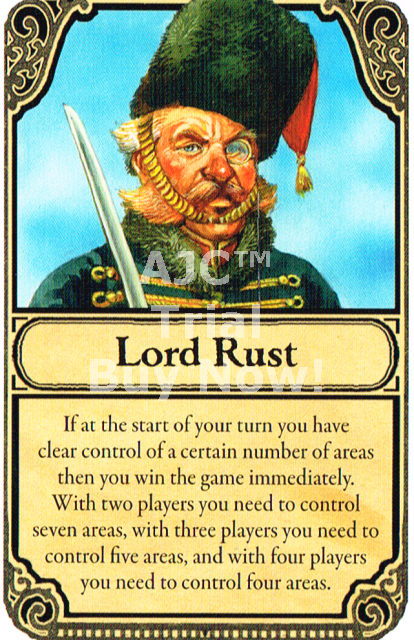 AJC™
Trial
Buy Now!
Lord Rust
If at the start of your turn you have
clear control of a certain number of areas
then you win the game immediately.
With two players you need to control
seven areas, with three players you need to
control five areas, and with four players
you need to control four areas.